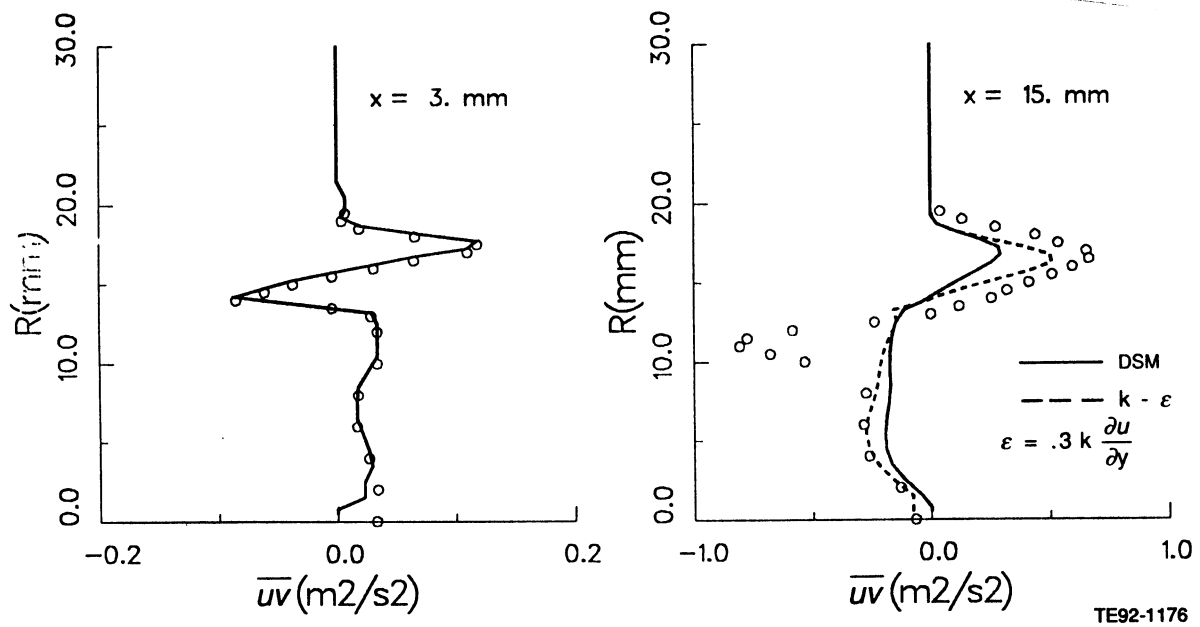 30.0
20.0
10.0
0.0
R(mm)
x = 3. mm
-0.2
0.0
0.2
uv (m2/s2)
30.0
20.0
10.0
0.0
R(mm)
x = 15. mm
DSM
k - ε
ε = .3 k ∂u/∂y
-1.0
0.0
1.0
uv (m2/s2)
TE92-1176